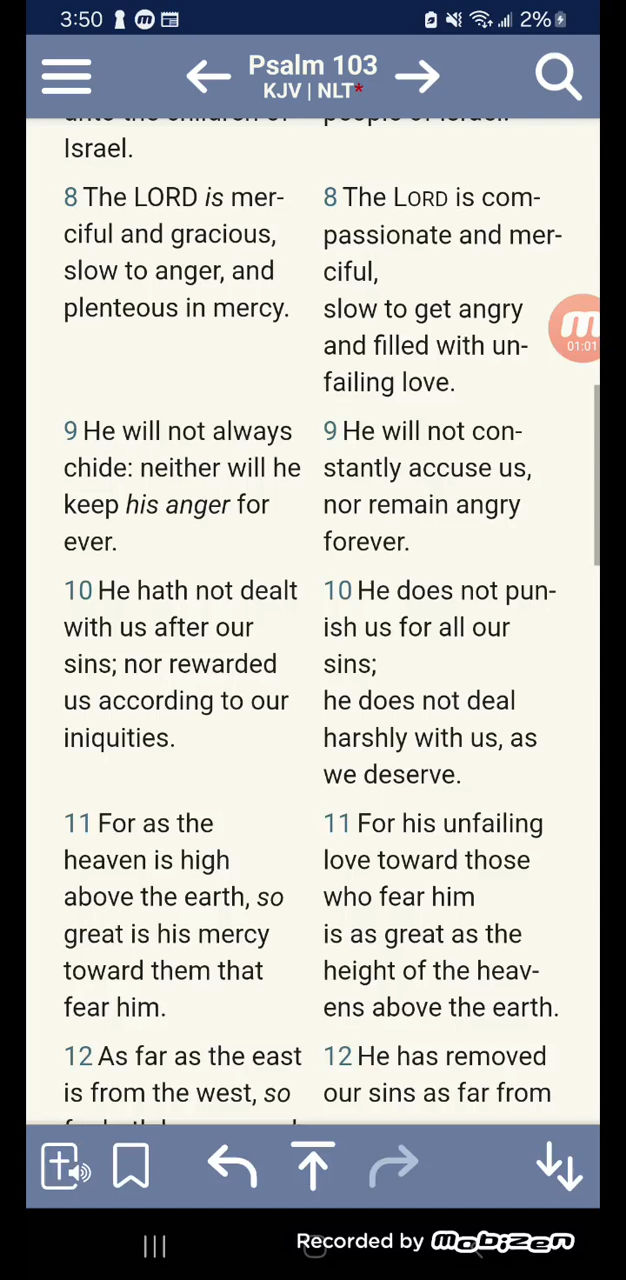 3:50 2%
Psalm 103
KJV | NLT*
Israel.
8 The LORD is mer-
ciful and gracious,
slow to anger, and
plenteous in mercy.
9 He will not always
chide: neither will he
keep his anger for
ever.
10 He hath not dealt
with us after our
sins; nor rewarded
us according to our
iniquities.
11 For as the
heaven is high
above the earth, so
great is his mercy
toward them that
fear him.
12 As far as the east
is from the west, so
8 The LORD is com-
passionate and mer-
ciful,
slow to get angry
and filled with un-
failing love.
9 He will not con-
stantly accuse us,
nor remain angry
forever.
10 He does not pun-
ish us for all our
sins;
he does not deal
harshly with us, as
we deserve.
11 For his unfailing
love toward those
who fear him
is as great as the
height of the heav-
ens above the earth.
12 He has removed
our sins as far from
01:01
Recorded by mobizen